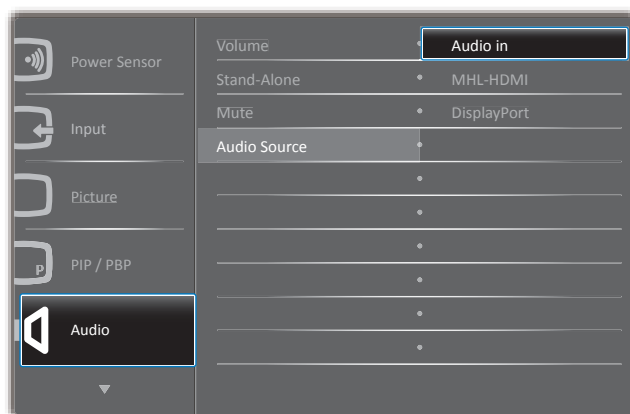 Power Sensor
Input
Picture
PIP / PBP
p
Audio
Volume
Stand-Alone
Mute
Audio Source
Audio in
MHL-HDMI
DisplayPort